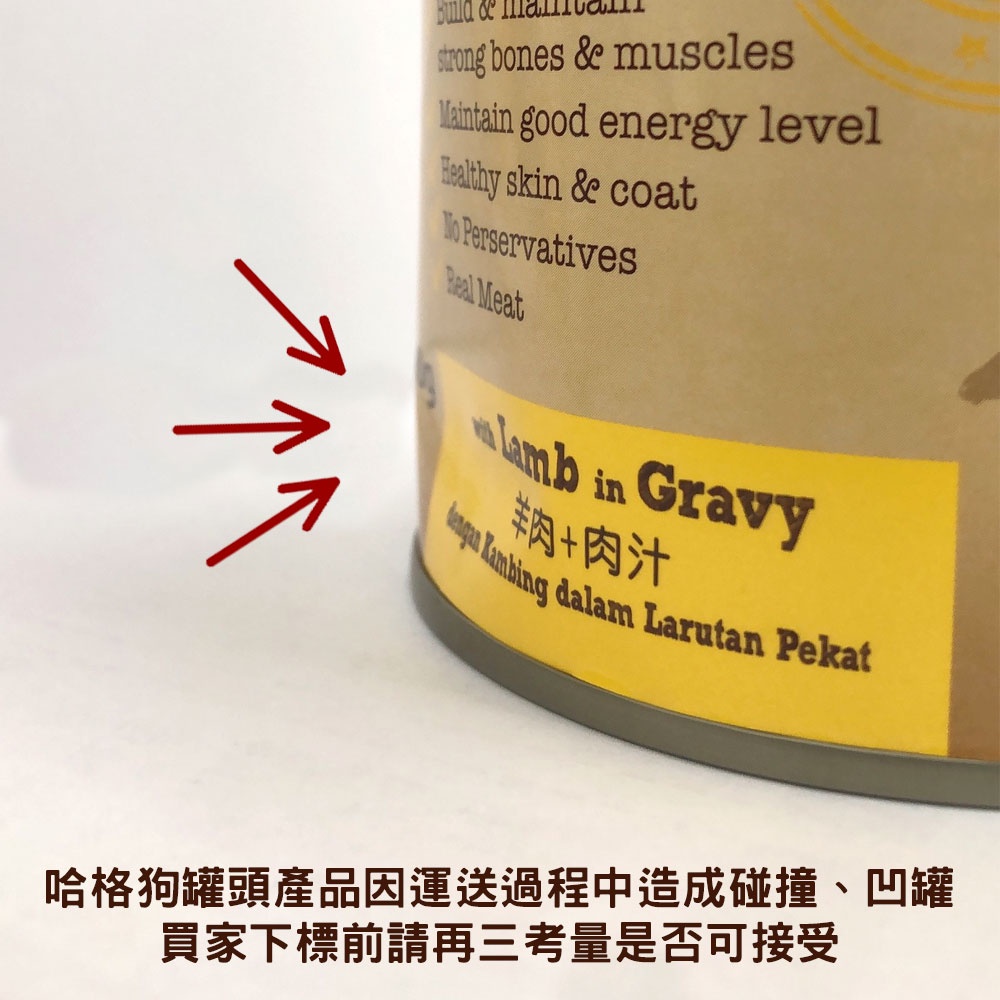 Build & maintain
strong bones & muscles
Maintain good energy level
Healthy skin & coat
No Perservatives
Real Meat
with Lamb in Gravy
羊肉+肉汁
dengan Kambing dalam Larutan Pekat
哈格狗罐頭產品因運送過程中造成碰撞、凹罐
買家下標前請再三考量是否可接受